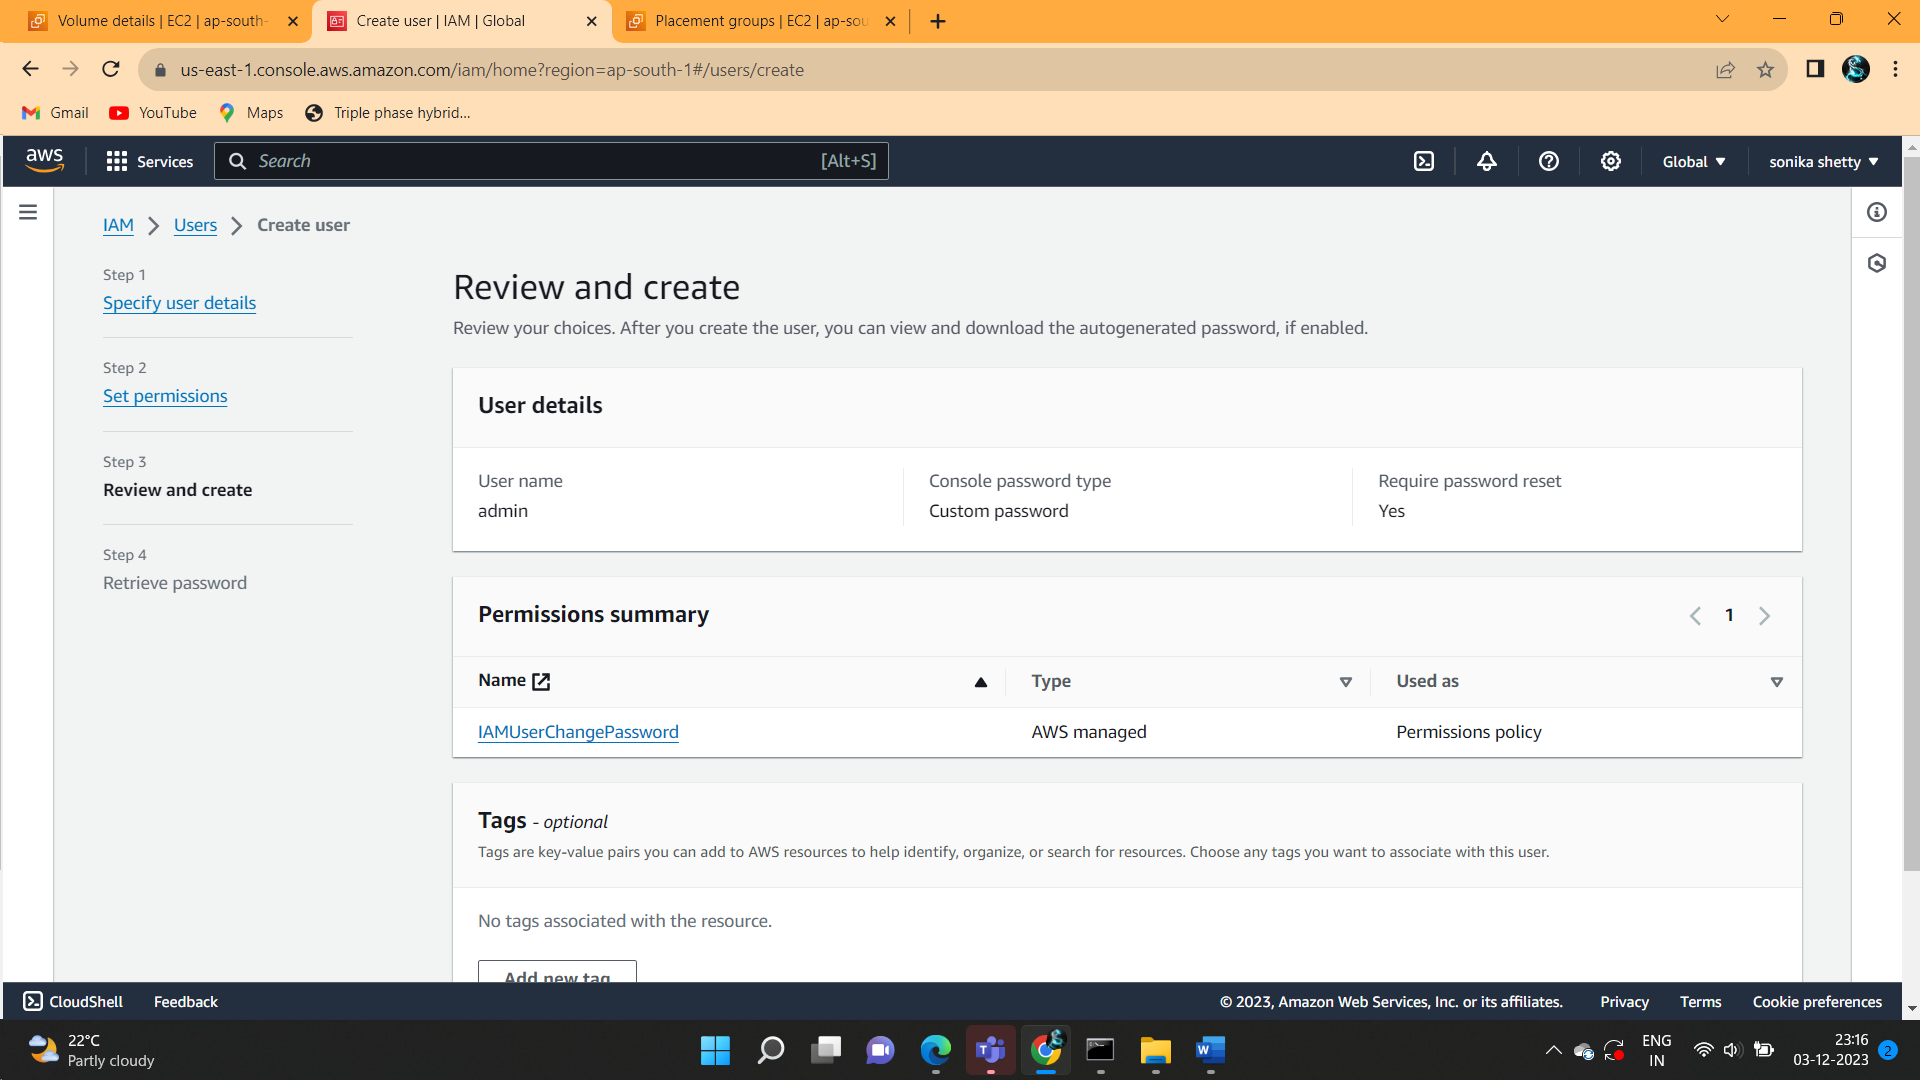 Volume details | EC2 | ap-south-
Create user | IAM | Global
Placement groups | EC2 | ap-sou
us-east-1.console.aws.amazon.com/iam/home?region=ap-south-1#/users/create
Gmail
YouTube
Maps
Triple phase hybrid...
aws
Services
Search
[Alt+S]
Global
sonika shetty
IAM
Users
Create user
Step 1
Specify user details
Step 2
Set permissions
Step 3
Review and create
Step 4
Retrieve password
Review and create
Review your choices. After you create the user, you can view and download the autogenerated password, if enabled.
User details
User name
admin
Console password type
Custom password
Require password reset
Yes
Permissions summary
1
Name
Type
Used as
IAMUserChangePassword
AWS managed
Permissions policy
Tags - optional
Tags are key-value pairs you can add to AWS resources to help identify, organize, or search for resources. Choose any tags you want to associate with this user.
No tags associated with the resource.
Add new tag
CloudShell
Feedback
© 2023, Amazon Web Services, Inc. or its affiliates.
Privacy
Terms
Cookie preferences
22°C
Partly cloudy
ENG
IN
23:16
03-12-2023
2